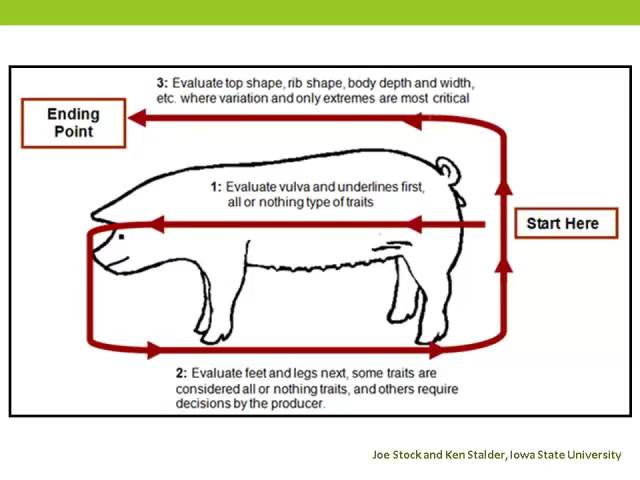 3: Evaluate top shape, rib shape, body depth and width,
etc. where variation and only extremes are most critical
Ending
Point
1: Evaluate vulva and underlines first,
all or nothing type of traits
Start Here
2: Evaluate feet and legs next, some traits are
considered all or nothing traits, and others require
decisions by the producer.
Joe Stock and Ken Stalder, Iowa State University